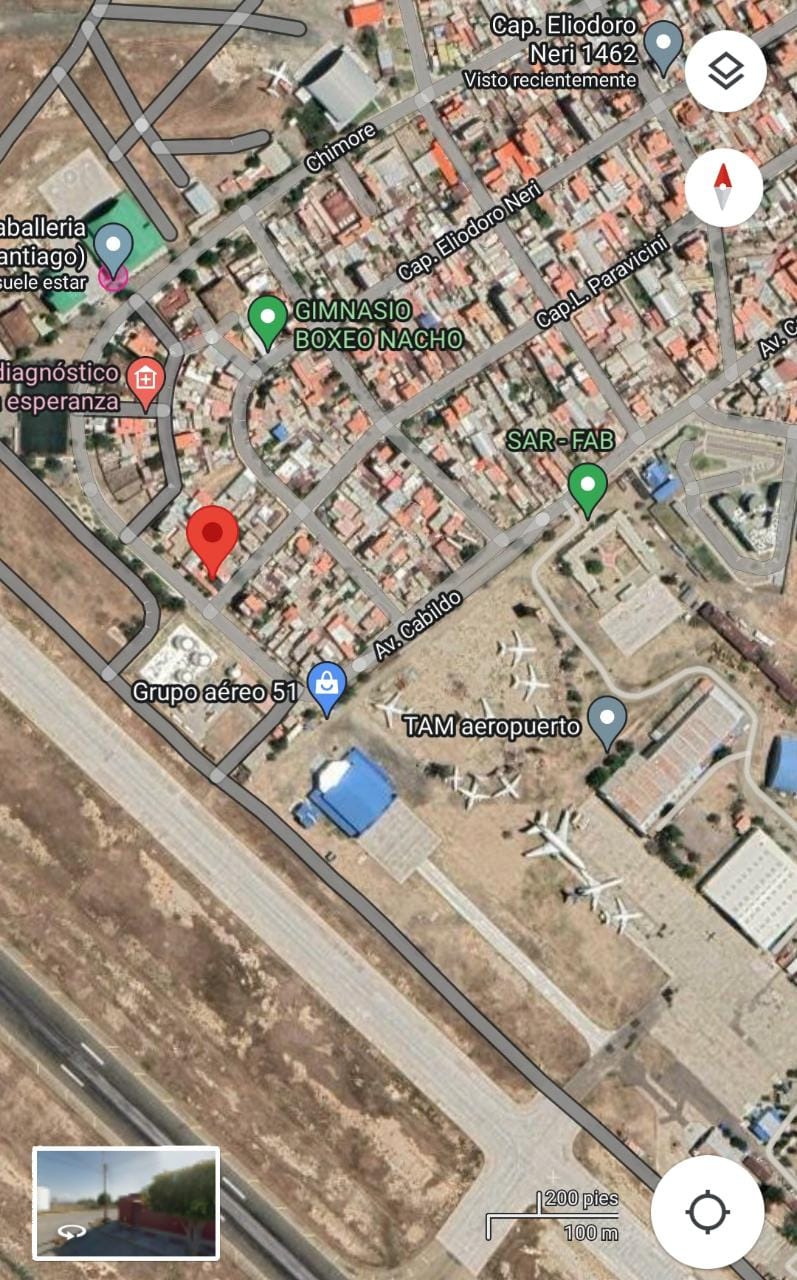 Cap. Eliodoro
Neri 1462
Visto recientemente
Chimore
aballeria
antiago)
suele estar
Cap. Eliodoro Neri
Cap.L. Paravicini
GIMNASIO
BOXEO NACHO
Av. C
diagnóstico
esperanza
SAR - FAB
Av. Cabildo
Grupo aéreo 51
TAM aeropuerto
200 pies
100 m